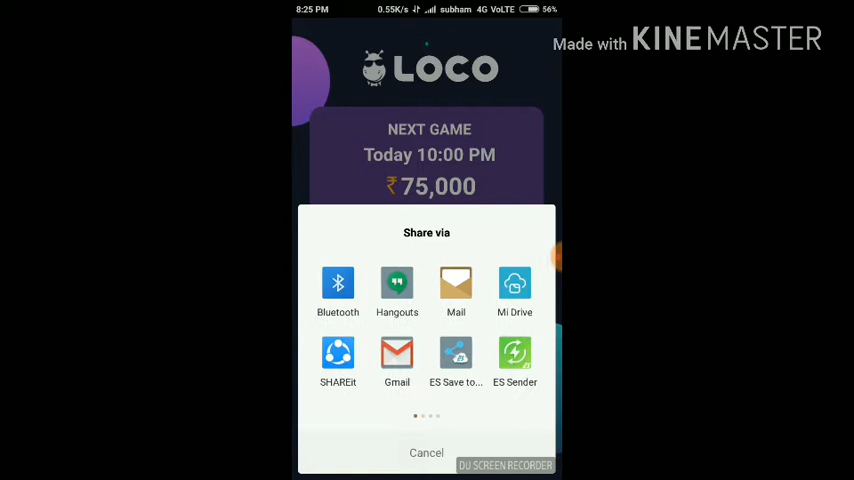 8:25 PM 0.55K/s subham 4G VoLTE 56%
Made with KINEMASTER
LOCO
NEXT GAME
Today 10:00 PM
₹75,000
Share via
Bluetooth Hangouts Mail Mi Drive
SHAREit Gmail ES Save to... ES Sender
Cancel
DU SCREEN RECORDER